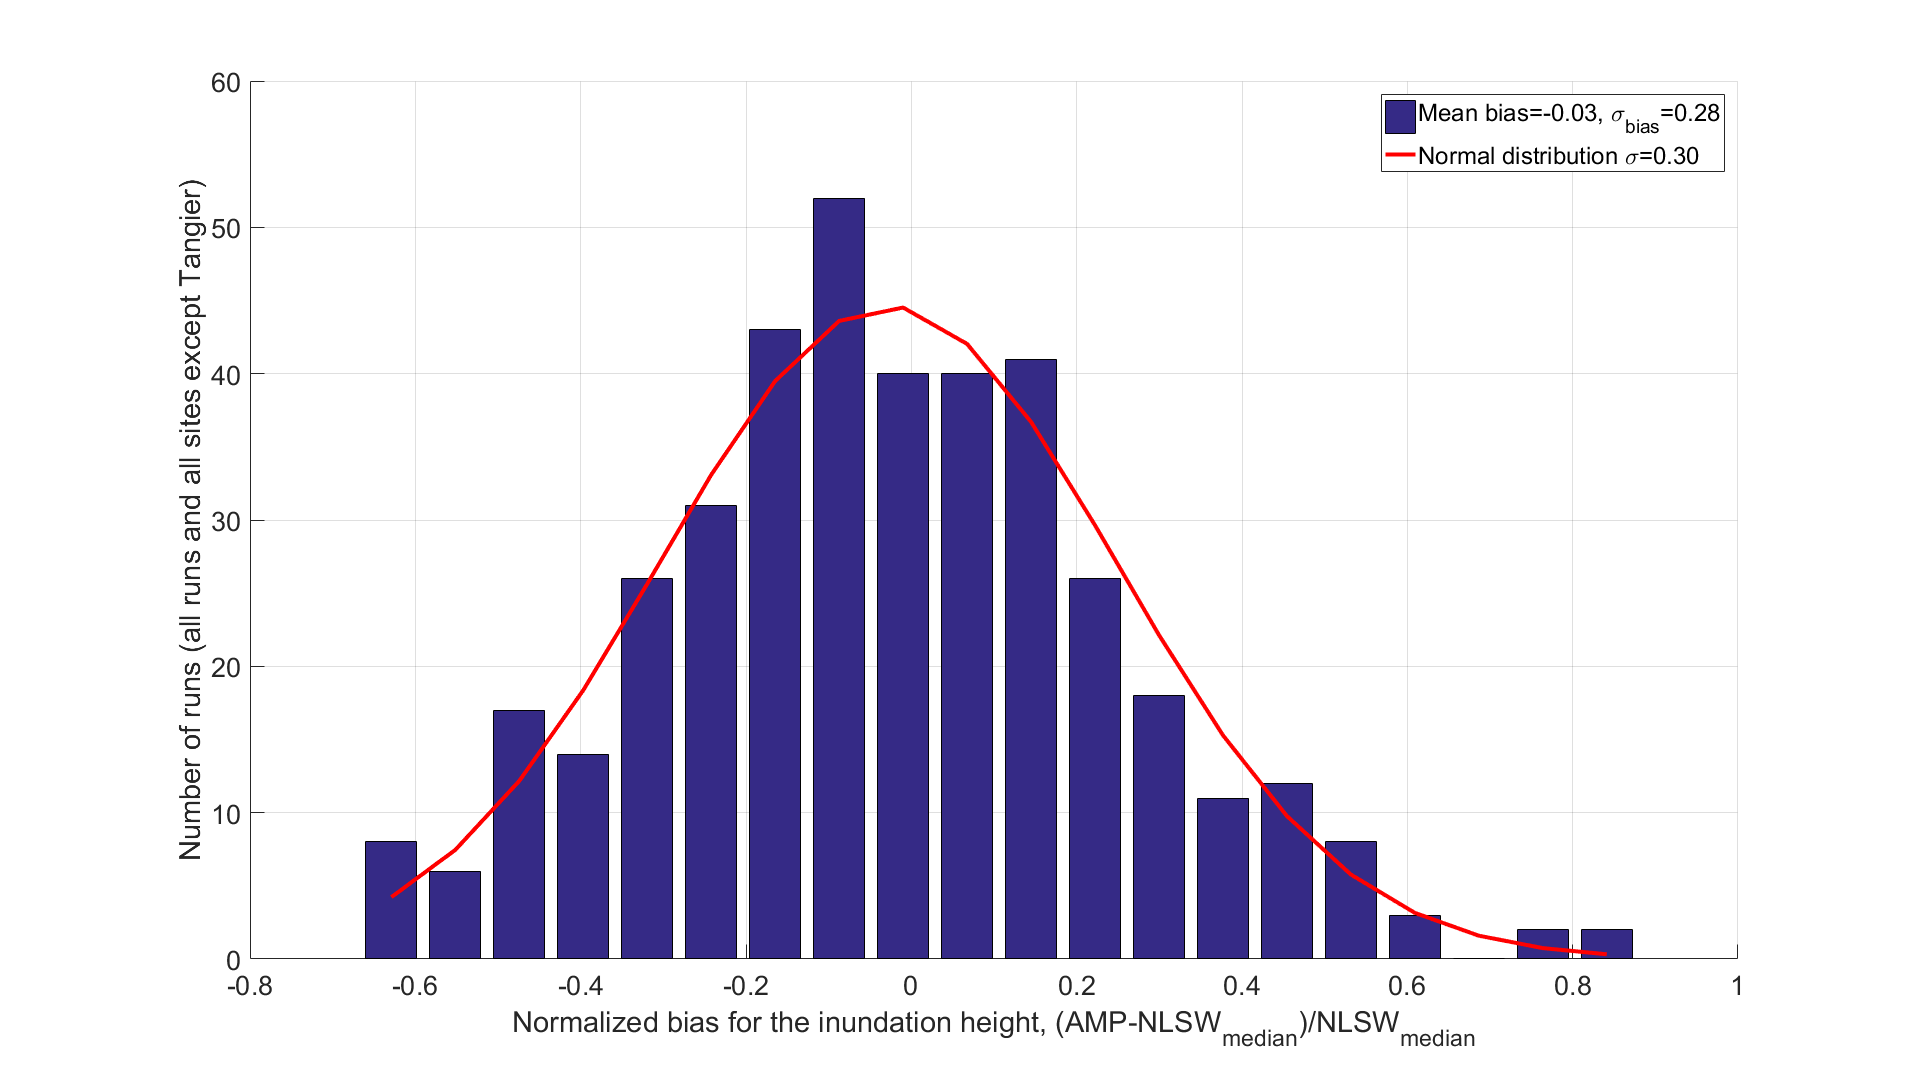 Number of runs (all runs and all sites except Tangier)
60
50
40
30
20
10
0
Mean bias=-0.03, σbias=0.28
Normal distribution σ=0.30
-0.8 -0.6 -0.4 -0.2 0 0.2 0.4 0.6 0.8 1
Normalized bias for the inundation height, (AMP-NLSWmedian)/NLSWmedian